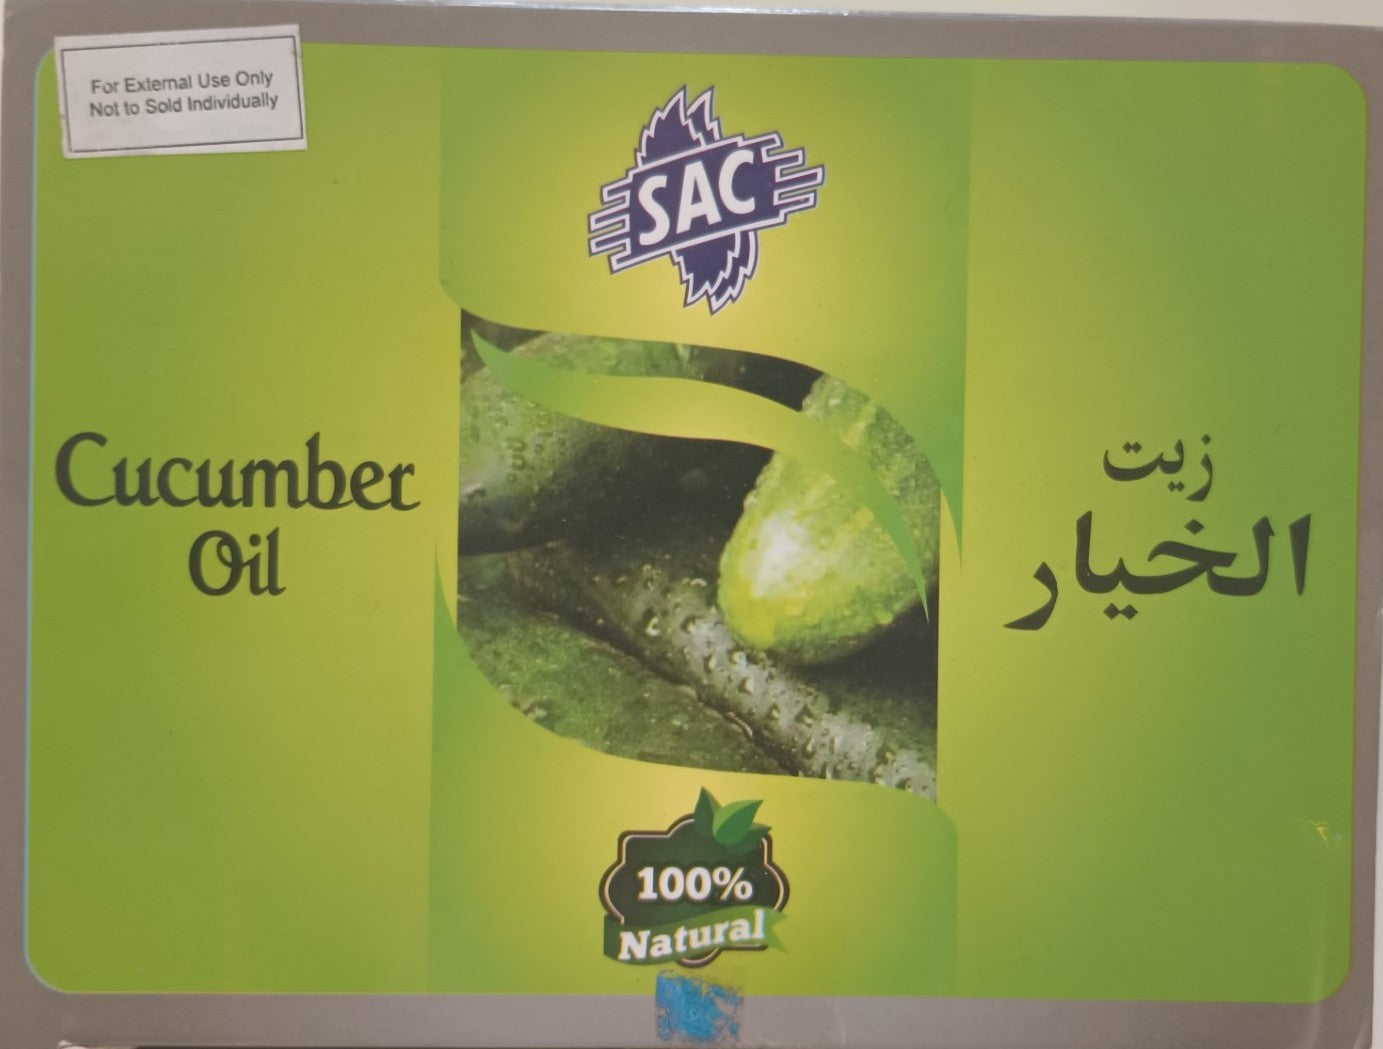 For External Use Only
Not to Sold Individually
SAC
Cucumber
Oil
زيت
الخيار
100%
Natural